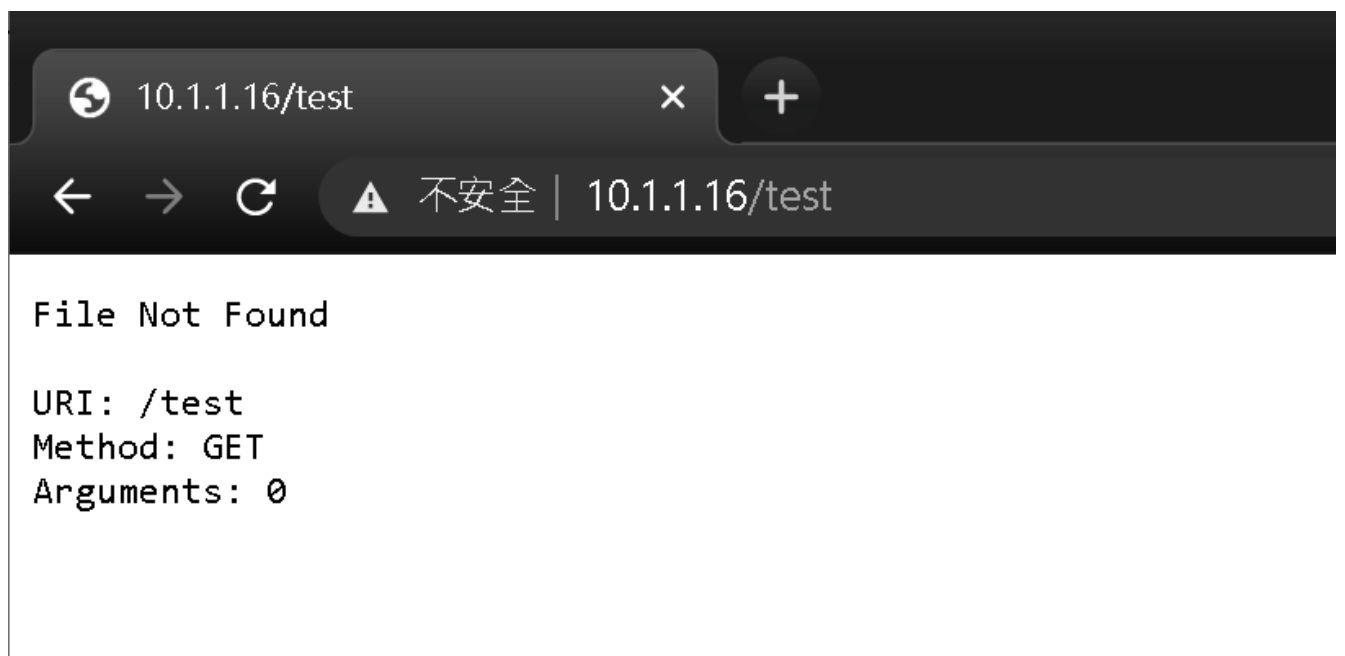 10.1.1.16/test
不安全 | 10.1.1.16/test
File Not Found
URI: /test
Method: GET
Arguments: 0